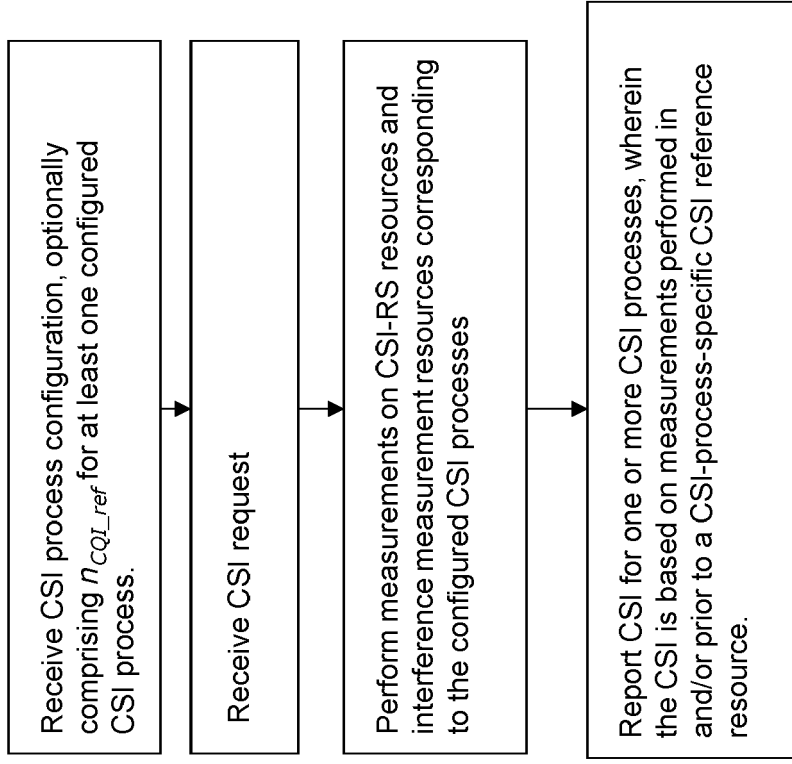 Receive CSI process configuration, optionally
comprising n_CQI_ref for at least one configured
CSI process.
Receive CSI request
Perform measurements on CSI-RS resources and
interference measurement resources corresponding
to the configured CSI processes
Report CSI for one or more CSI processes, wherein
the CSI is based on measurements performed in
and/or prior to a CSI-process-specific CSI reference
resource.